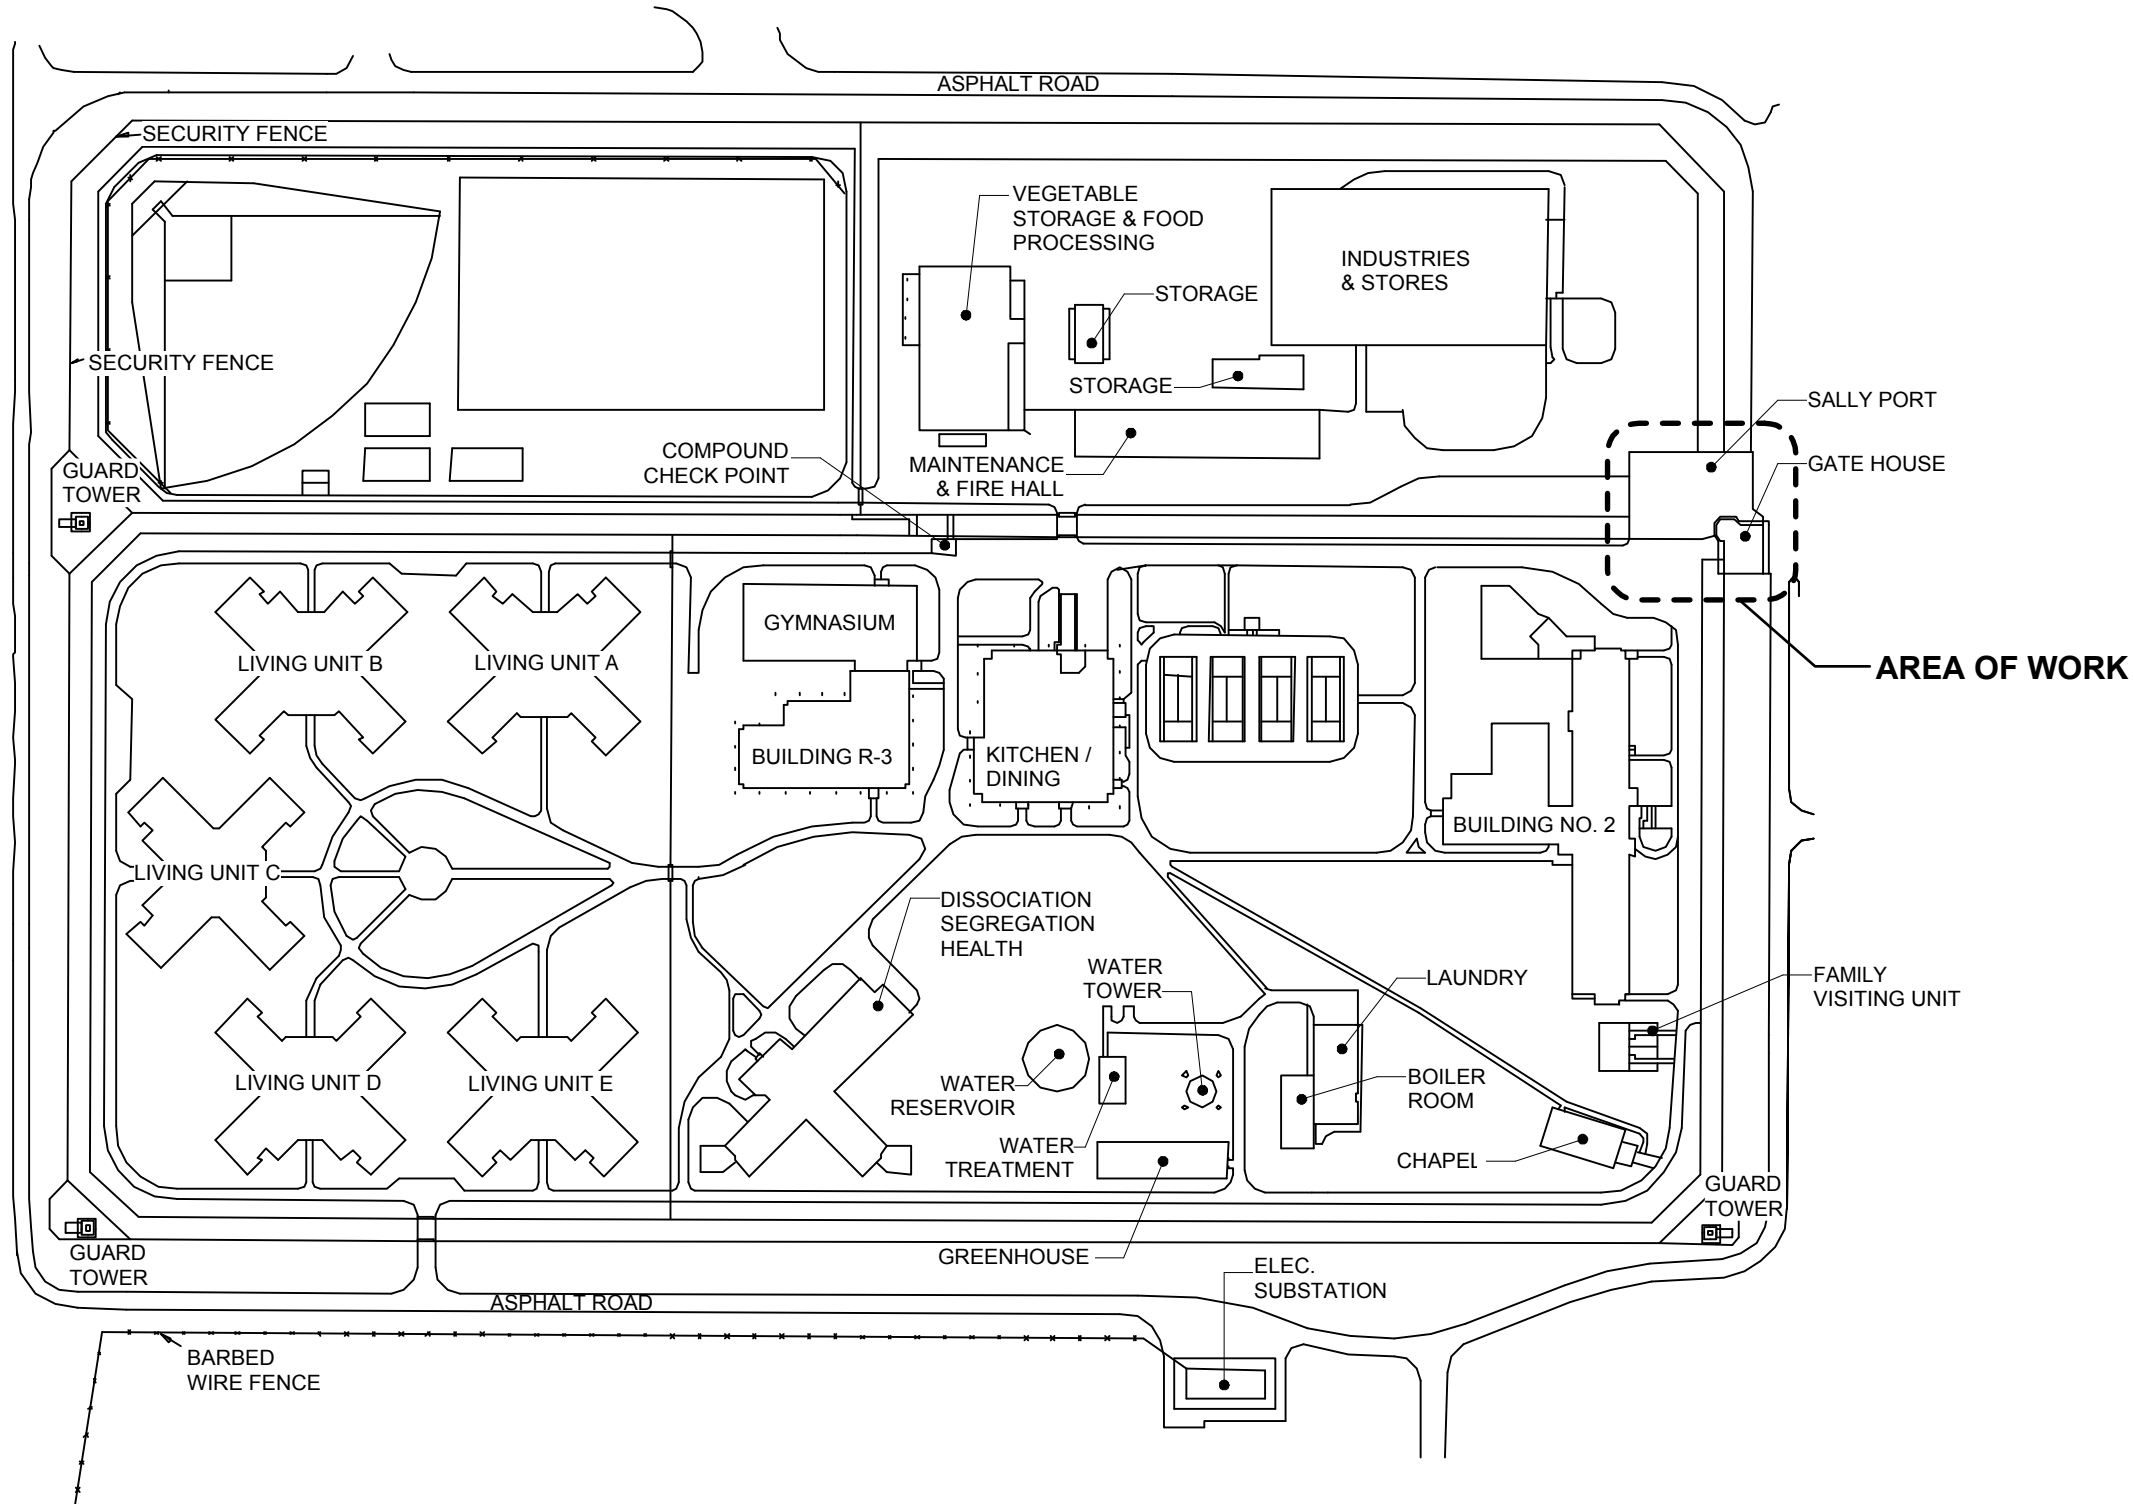 ASPHALT ROAD
SECURITY FENCE
VEGETABLE
STORAGE & FOOD
PROCESSING
INDUSTRIES
& STORES
STORAGE
SECURITY FENCE
STORAGE
SALLY PORT
COMPOUND
CHECK POINT
MAINTENANCE
& FIRE HALL
GATE HOUSE
GUARD
TOWER
GYMNASIUM
LIVING UNIT B
LIVING UNIT A
AREA OF WORK
BUILDING R-3
KITCHEN /
DINING
BUILDING NO. 2
LIVING UNIT C
DISSOCIATION
SEGREGATION
HEALTH
WATER
TOWER
LAUNDRY
FAMILY
VISITING UNIT
LIVING UNIT D
LIVING UNIT E
WATER
RESERVOIR
BOILER
ROOM
WATER
TREATMENT
CHAPEL
GUARD
TOWER
GUARD
TOWER
GREENHOUSE
ELEC.
SUBSTATION
ASPHALT ROAD
BARBED
WIRE FENCE